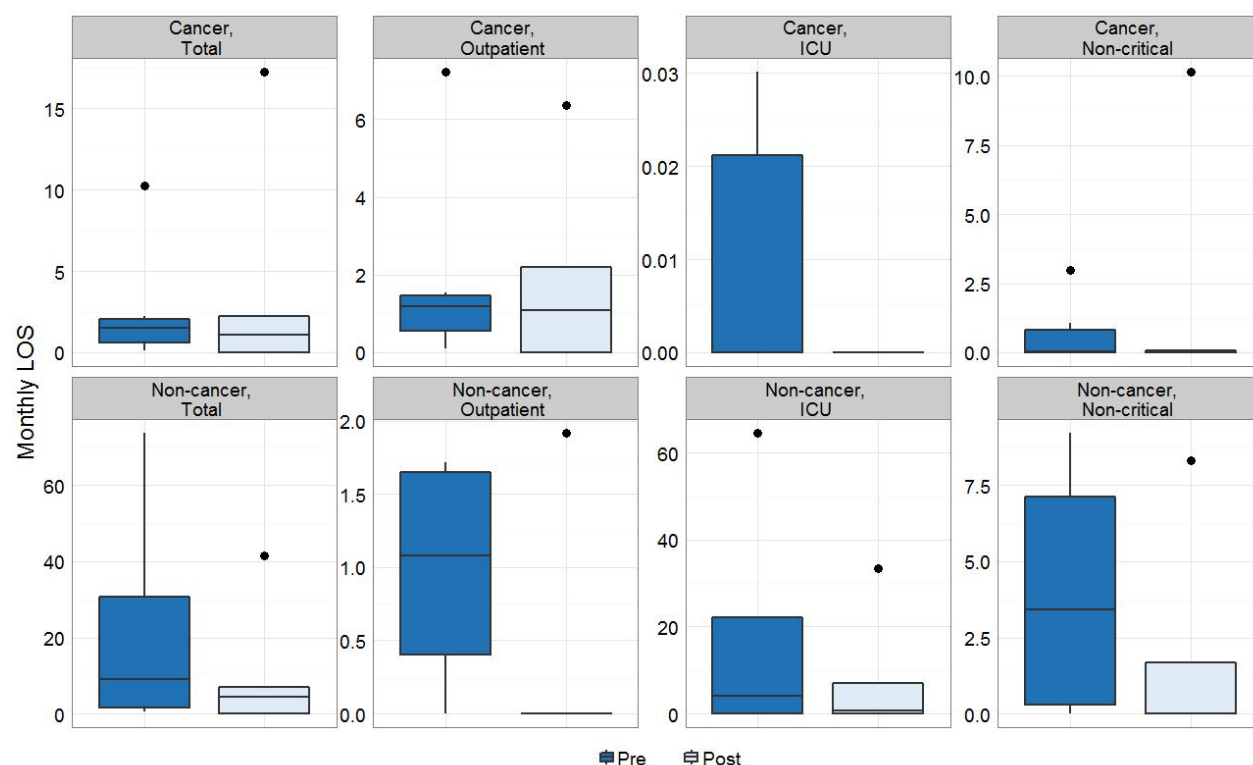 Cancer,
Total
Cancer,
Outpatient
Cancer,
ICU
Cancer,
Non-critical
15
10
5
0
6
4
2
0
0.03
0.02
0.01
0.00
10.0
7.5
5.0
2.5
0.0
Monthly LOS
Non-cancer,
Total
Non-cancer,
Outpatient
Non-cancer,
ICU
Non-cancer,
Non-critical
60
40
20
0
2.0
1.5
1.0
0.5
0.0
60
40
20
0
7.5
5.0
2.5
0.0
Pre Post